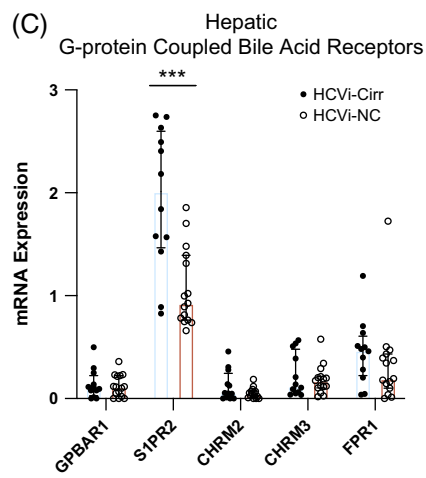 (C)
Hepatic
G-protein Coupled Bile Acid Receptors
***
HCVi-Cirr
HCVi-NC
mRNA Expression
3
2
1
0
GPBAR1
S1PR2
CHRM2
CHRM3
FPR1